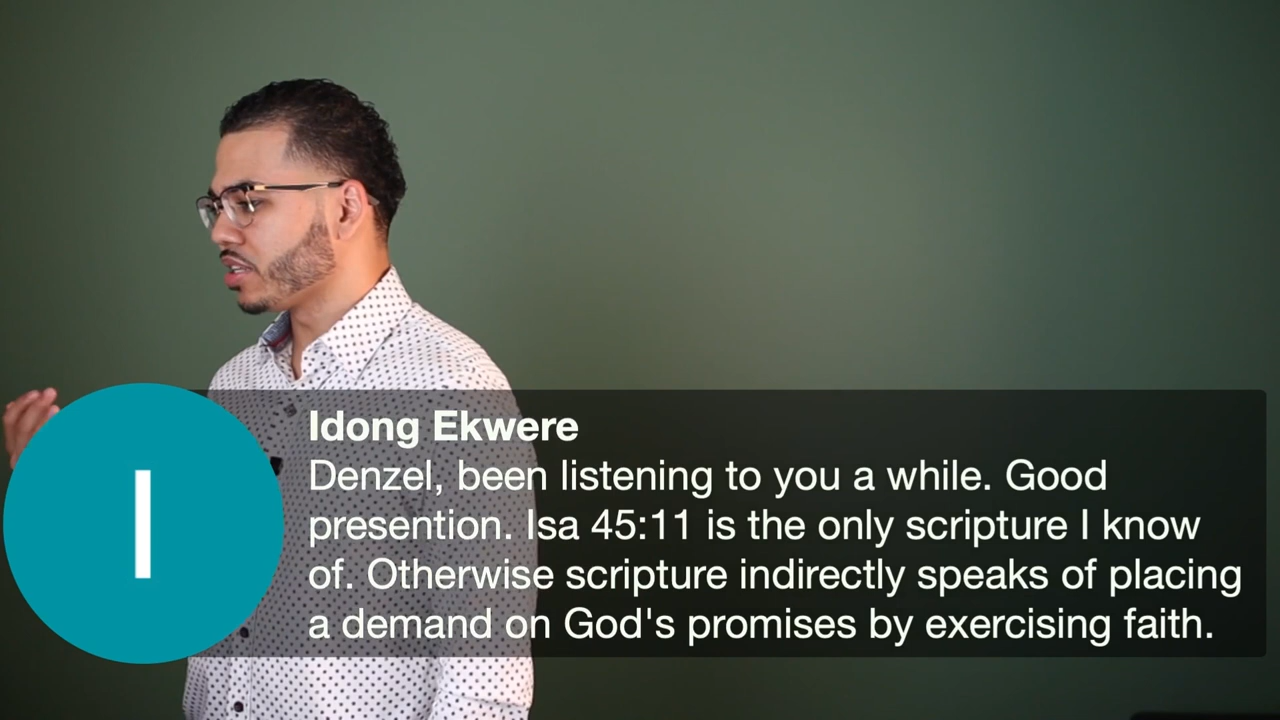 I
Idong Ekwere
Denzel, been listening to you a while. Good
presention. Isa 45:11 is the only scripture I know
of. Otherwise scripture indirectly speaks of placing
a demand on God's promises by exercising faith.